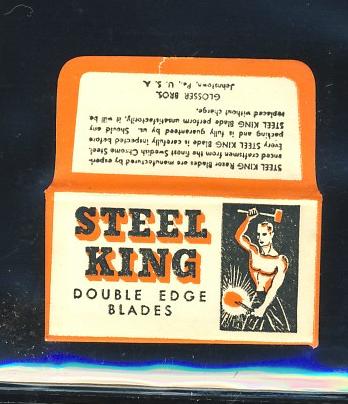 STEEL KING Razor Blades are manufactured by experi-
enced craftsmen from the finest Swedish Chrome Steel.
Every STEEL KING Blade is carefully inspected before
packing and is fully guaranteed by us. Should any
STEEL KING Blade perform unsatisfactorily, it will be
replaced without charge.
GLOSSER BROS.
Johnstown, Pa., U. S. A.
STEEL
KING
DOUBLE EDGE
BLADES